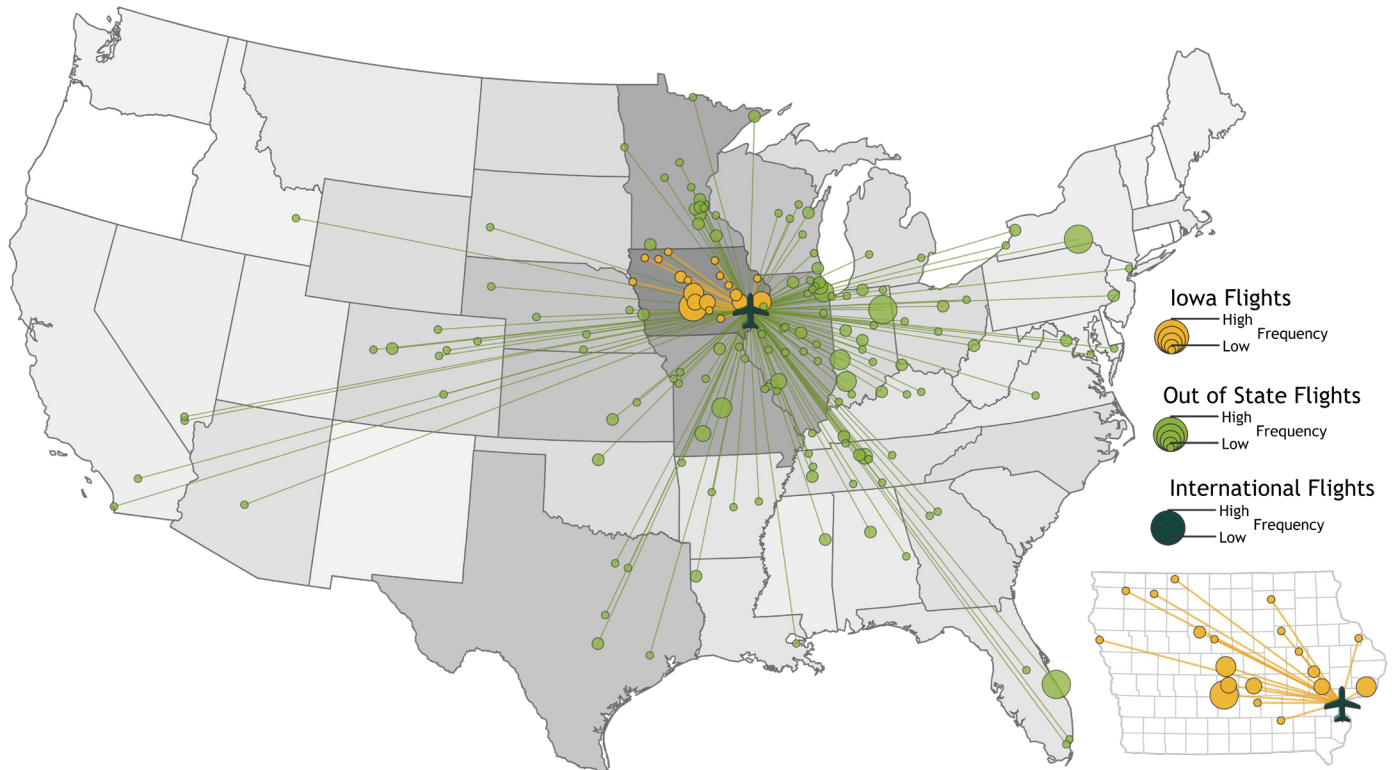 Iowa Flights
High
Frequency
Low
Out of State Flights
High
Frequency
Low
International Flights
High
Frequency
Low